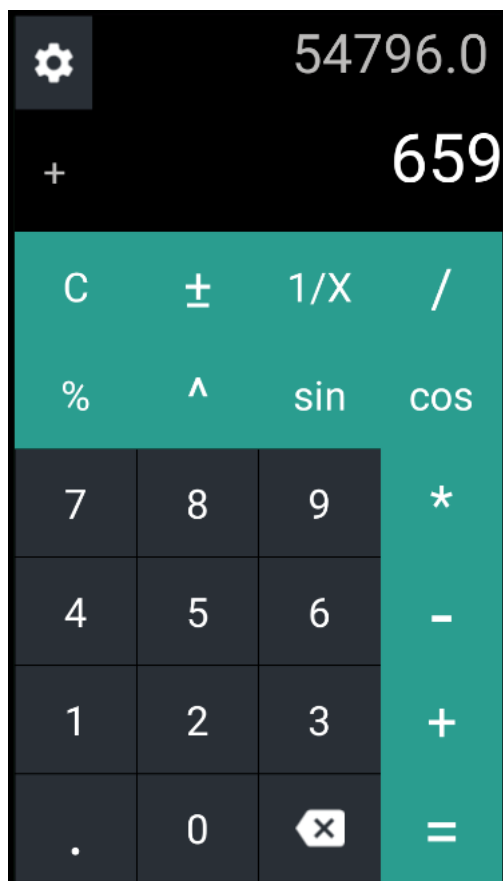 54796.0
+ 659
C ± 1/X /
% ^ sin cos
7 8 9 *
4 5 6 -
1 2 3 +
. 0 =